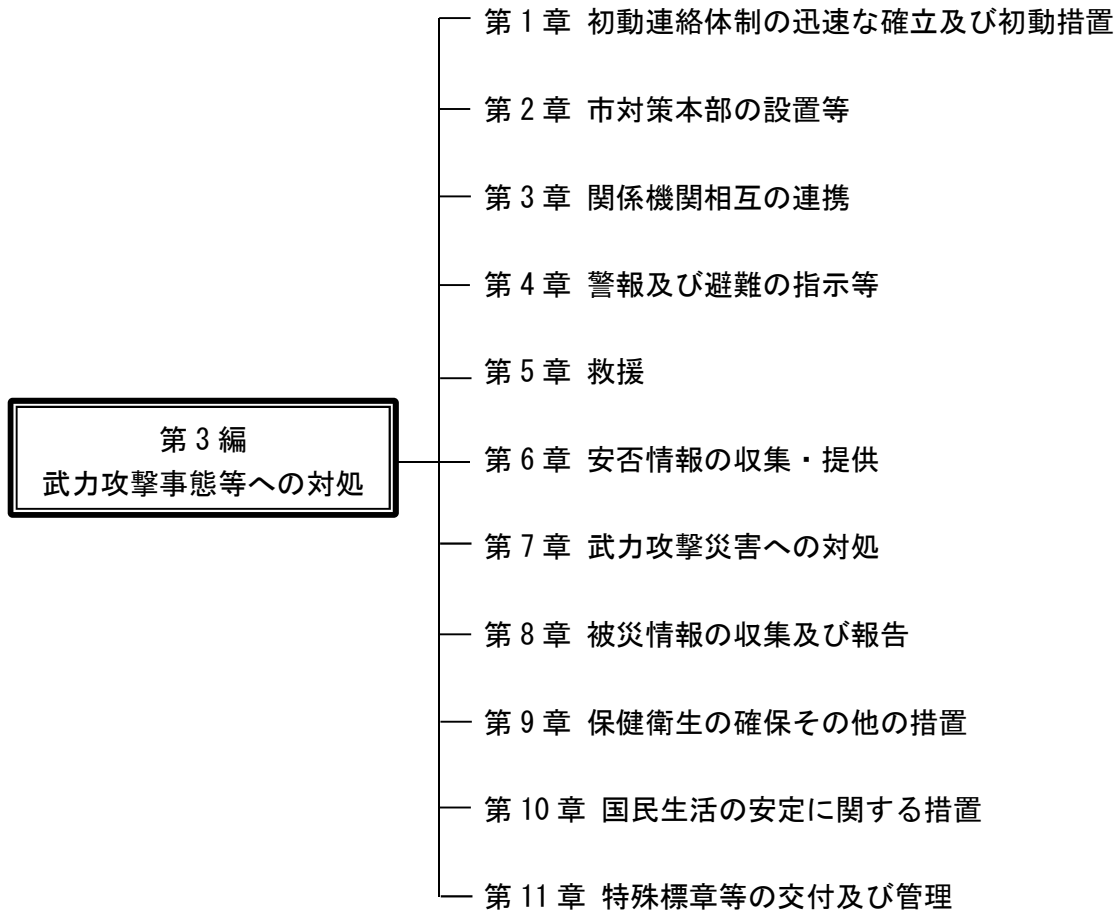 第1章 初動連絡体制の迅速な確立及び初動措置
第2章 市対策本部の設置等
第3章 関係機関相互の連携
第4章 警報及び避難の指示等
第5章 救援
第3編
武力攻撃事態等への対処
第6章 安否情報の収集・提供
第7章 武力攻撃災害への対処
第8章 被災情報の収集及び報告
第9章 保健衛生の確保その他の措置
第10章 国民生活の安定に関する措置
第11章 特殊標章等の交付及び管理